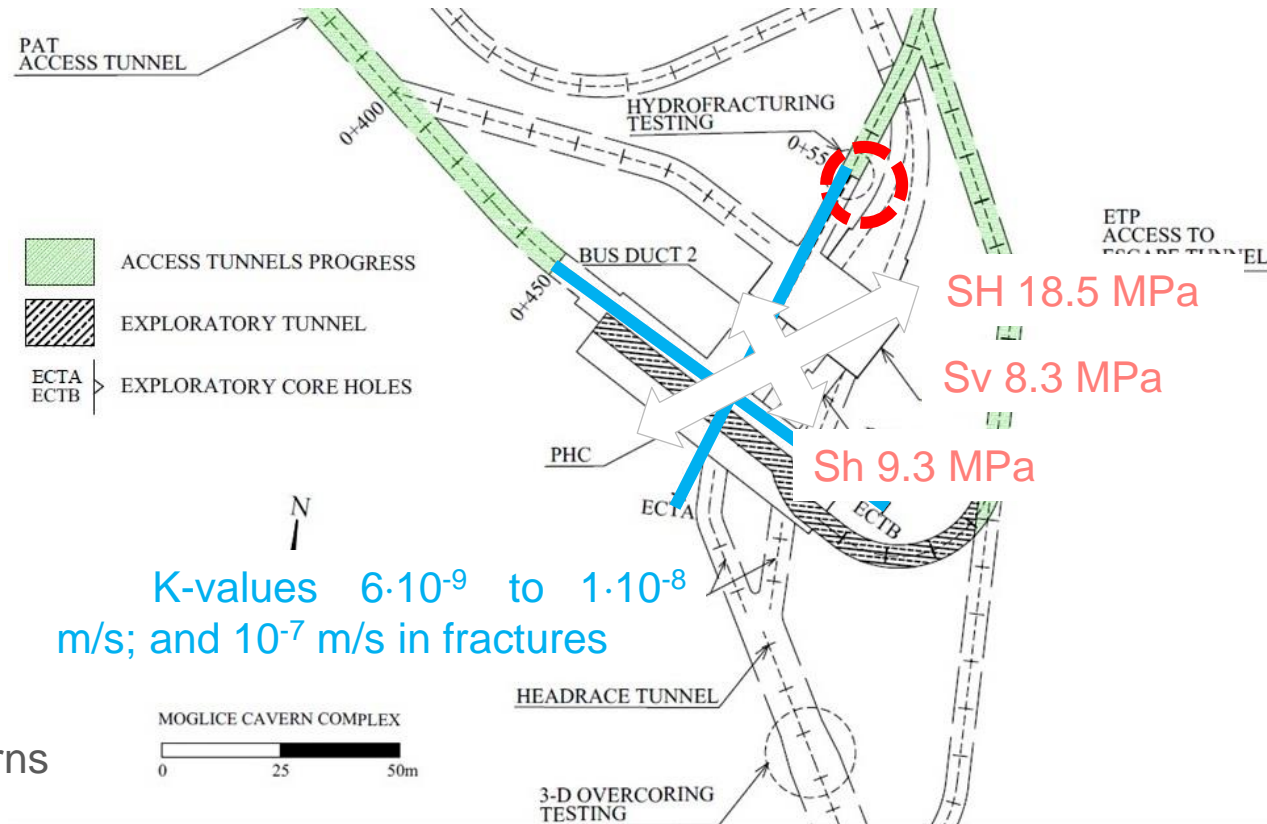 PAT
ACCESS TUNNEL
0+400
HYDROFRACTURING
TESTING
0+55
ETP
ACCESS TO
ESCAPE TUNNEL
ACCESS TUNNELS PROGRESS
BUS DUCT 2
0+450
SH 18.5 MPa
EXPLORATORY TUNNEL
Sv 8.3 MPa
ECTA
ECTB
EXPLORATORY CORE HOLES
PHC
Sh 9.3 MPa
ECTA
ECTB
N
K-values 6·10⁻⁹ to 1·10⁻⁸
m/s; and 10⁻⁷ m/s in fractures
HEADRACE TUNNEL
MOGLICE CAVERN COMPLEX
rns
0 25 50m
3-D OVERCORING
TESTING